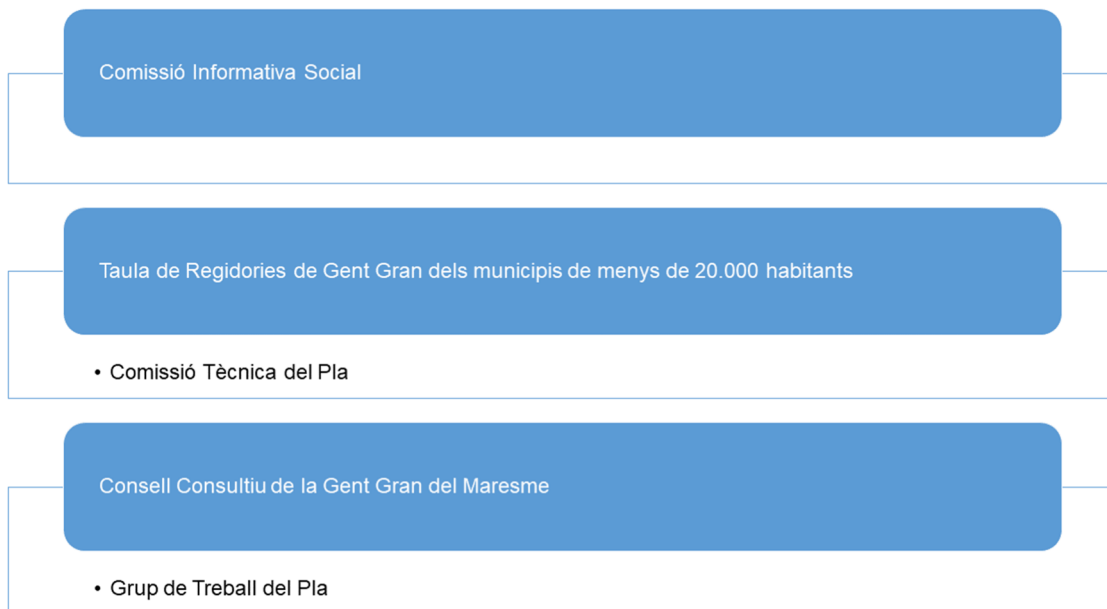 Comissió Informativa Social
Taula de Regidories de Gent Gran dels municipis de menys de 20.000 habitants
• Comissió Tècnica del Pla
Consell Consultiu de la Gent Gran del Maresme
• Grup de Treball del Pla